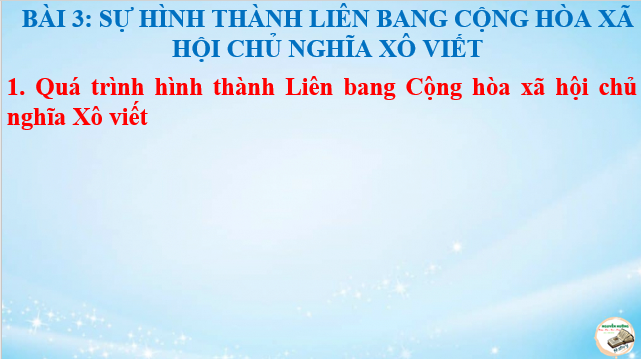 BÀI 3: SỰ HÌNH THÀNH LIÊN BANG CỘNG HÒA XÃ
HỘI CHỦ NGHĨA XÔ VIẾT
1. Quá trình hình thành Liên bang Cộng hòa xã hội chủ
nghĩa Xô viết